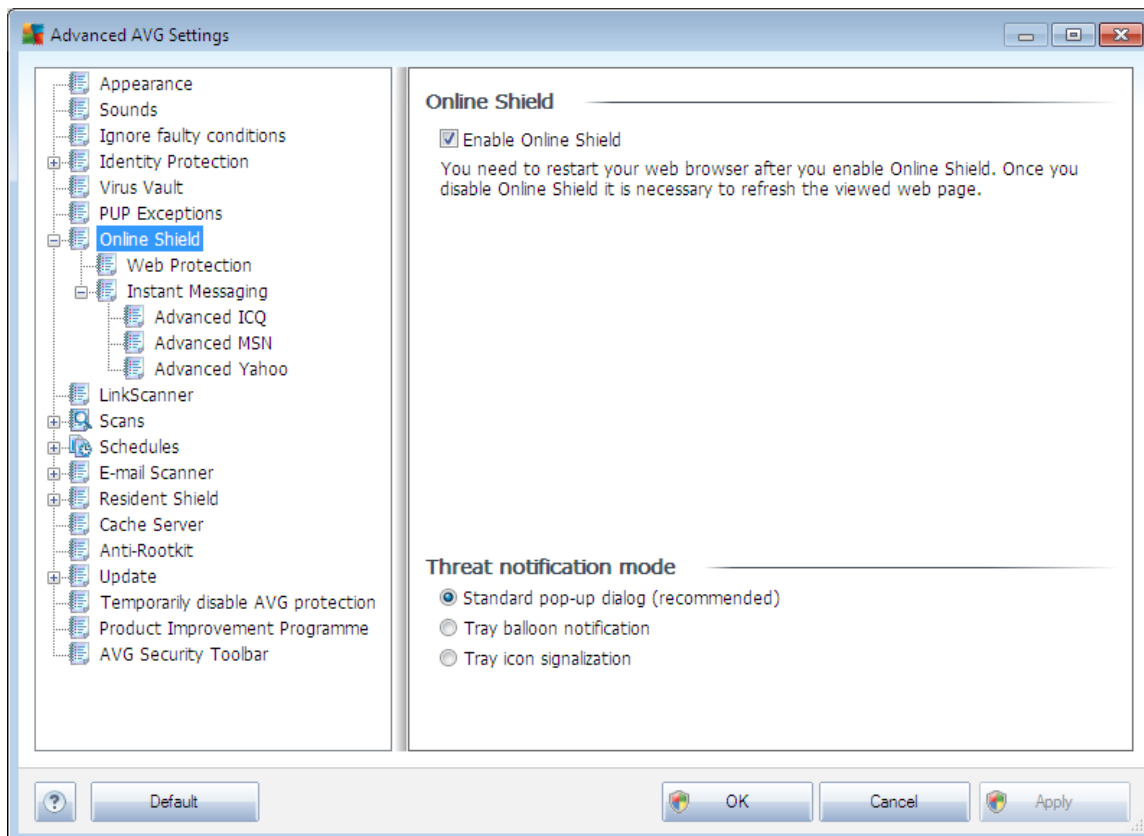 Advanced AVG Settings
Appearance
Sounds
Ignore faulty conditions
Identity Protection
Virus Vault
PUP Exceptions
Online Shield
Web Protection
Instant Messaging
Advanced ICQ
Advanced MSN
Advanced Yahoo
LinkScanner
Scans
Schedules
E-mail Scanner
Resident Shield
Cache Server
Anti-Rootkit
Update
Temporarily disable AVG protection
Product Improvement Programme
AVG Security Toolbar
Online Shield
Enable Online Shield
You need to restart your web browser after you enable Online Shield. Once you
disable Online Shield it is necessary to refresh the viewed web page.
Threat notification mode
Standard pop-up dialog (recommended)
Tray balloon notification
Tray icon signalization
?
Default
OK
Cancel
Apply